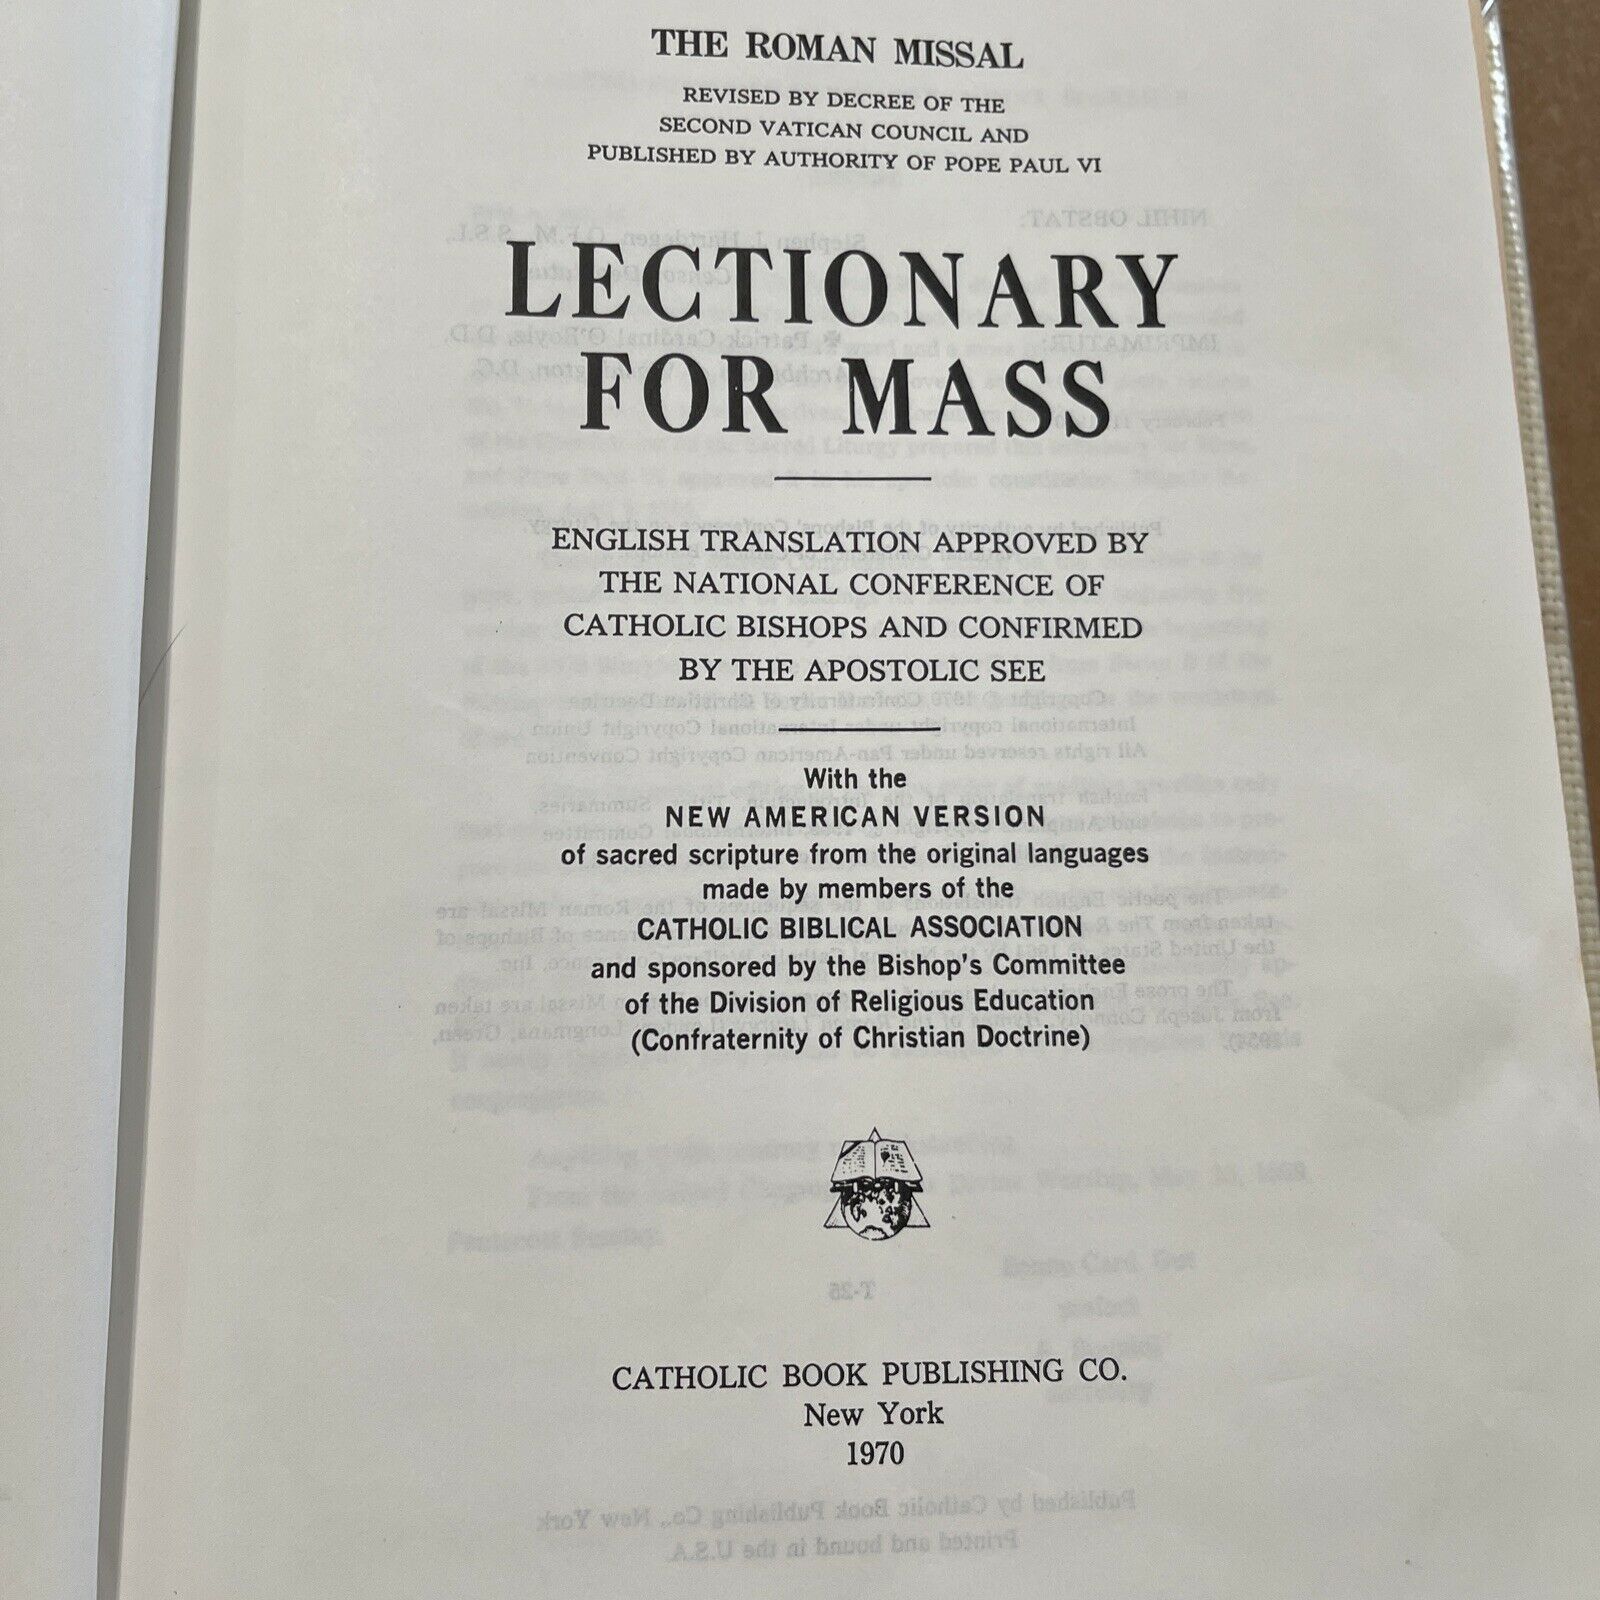 THE ROMAN MISSAL
REVISED BY DECREE OF THE
SECOND VATICAN COUNCIL AND
PUBLISHED BY AUTHORITY OF POPE PAUL VI
LECTIONARY
FOR MASS
ENGLISH TRANSLATION APPROVED BY
THE NATIONAL CONFERENCE OF
CATHOLIC BISHOPS AND CONFIRMED
BY THE APOSTOLIC SEE
With the
NEW AMERICAN VERSION
of sacred scripture from the original languages
made by members of the
CATHOLIC BIBLICAL ASSOCIATION
and sponsored by the Bishop's Committee
of the Division of Religious Education
(Confraternity of Christian Doctrine)
CATHOLIC BOOK PUBLISHING CO.
New York
1970